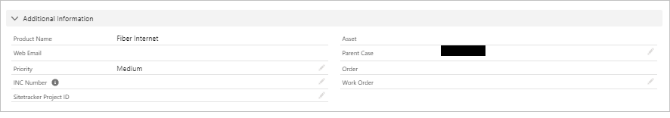 Additional Information
Product Name Fiber Internet
Web Email
Priority Medium
INC Number
Sitetracker Project ID
Asset
Parent Case
Order
Work Order